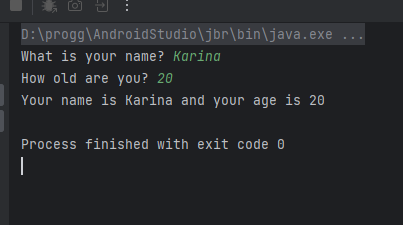 D:\progg\AndroidStudio\jbr\bin\java.exe ...
What is your name? Karina
How old are you? 20
Your name is Karina and your age is 20
Process finished with exit code 0